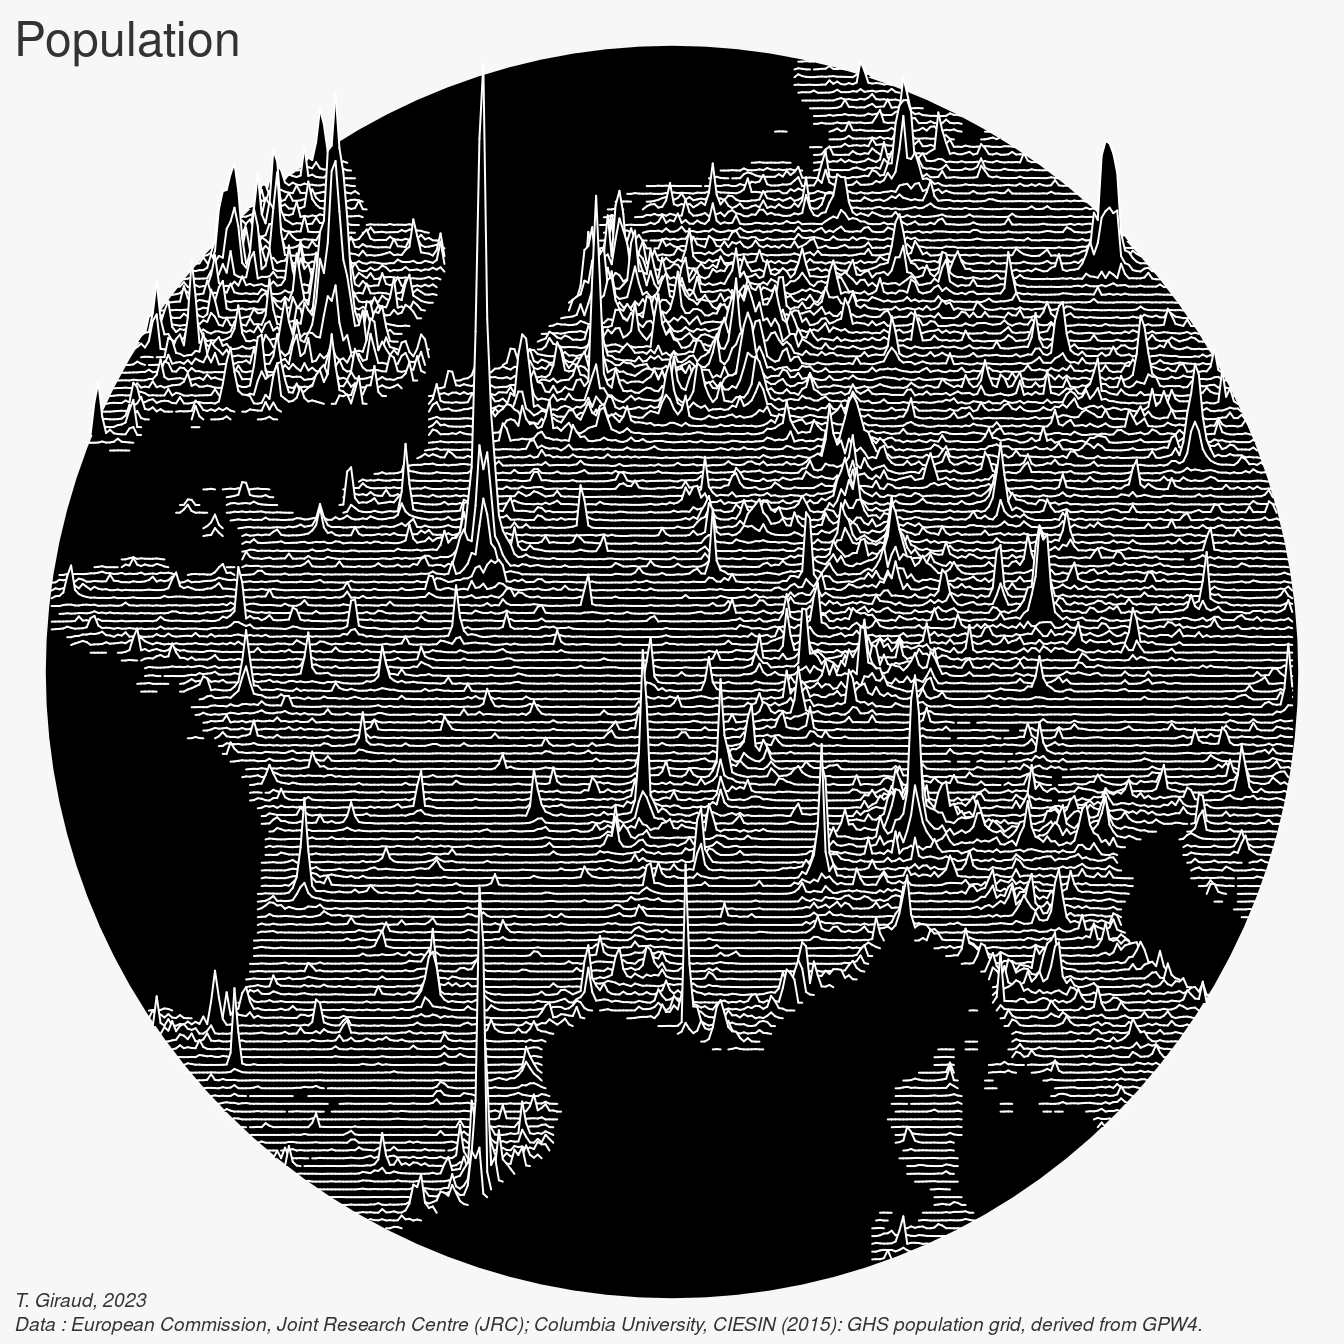 Population
T. Giraud, 2023
Data : European Commission, Joint Research Centre (JRC); Columbia University, CIESIN (2015): GHS population grid, derived from GPW4.